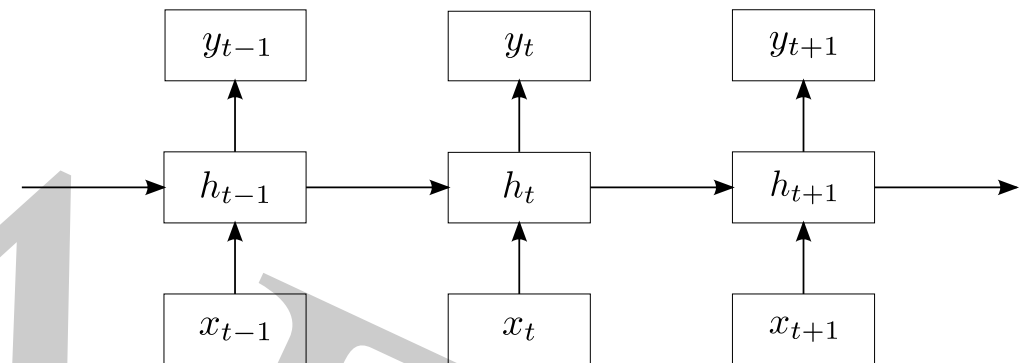 y_{t−1} y_t y_{t+1}
h_{t−1} h_t h_{t+1}
x_{t−1} x_t x_{t+1}